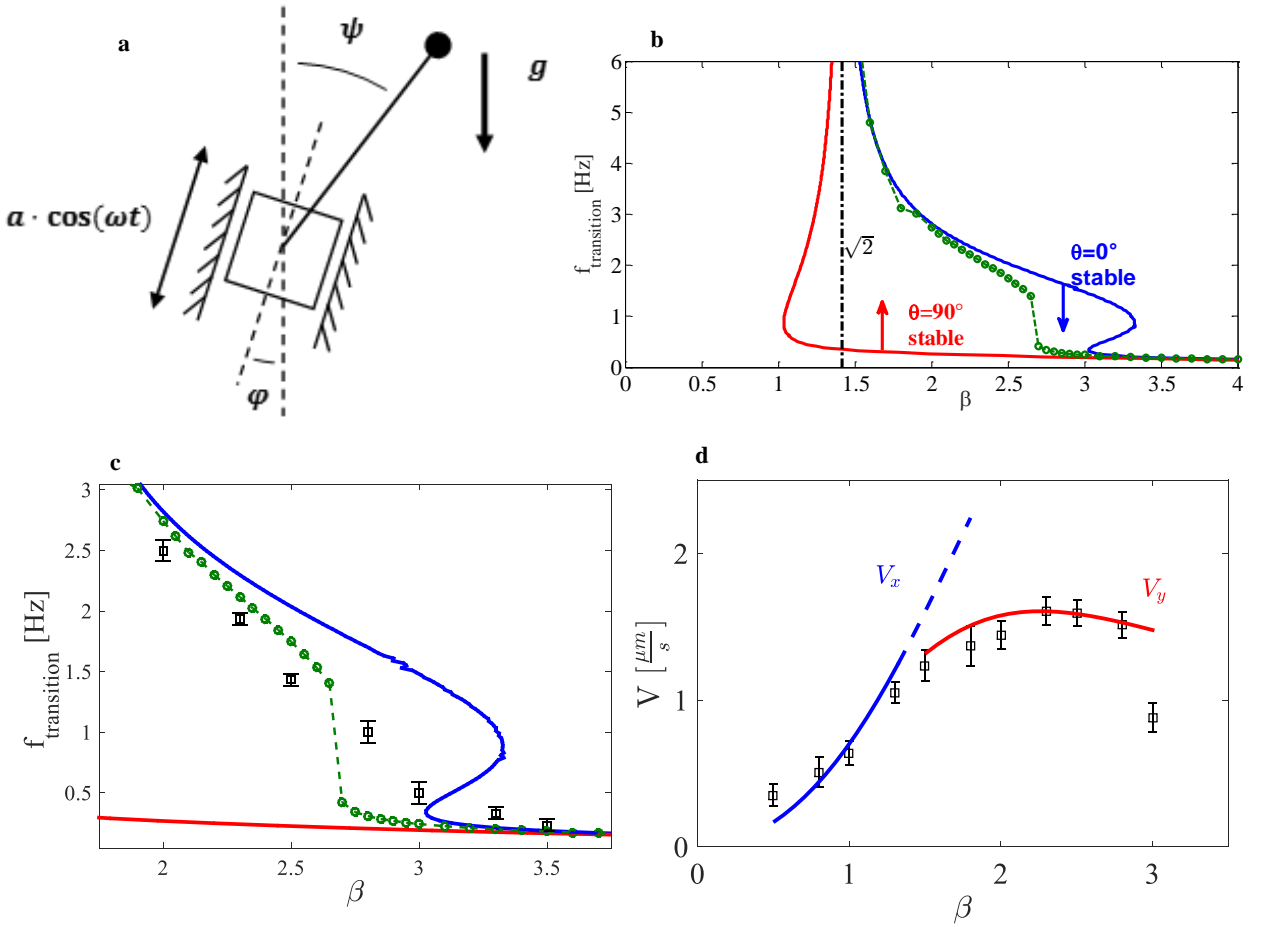 a
ψ
g
a · cos(ωt)
φ
b
6
5
4
3
2
1
0
f_transition [Hz]
√2
θ=0°
stable
θ=90°
stable
0 0.5 1 1.5 2 2.5 3 3.5 4
β
c
3
2.5
2
1.5
1
0.5
f_transition [Hz]
2 2.5 3 3.5
β
d
2
1
0
V [μm/s]
V_x
V_y
0 1 2 3
β